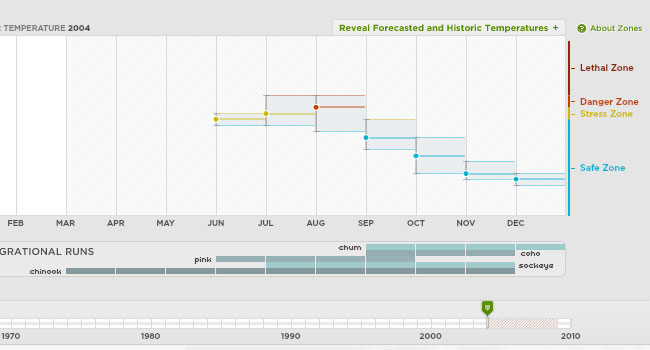 R TEMPERATURE 2004
Reveal Forecasted and Historic Temperatures +
? About Zones
Lethal Zone
Danger Zone
Stress Zone
Safe Zone
FEB MAR APR MAY JUN JUL AUG SEP OCT NOV DEC
GRATIONAL RUNS
chum
coho
pink
sockeye
chinook
1970 1980 1990 2000 2010